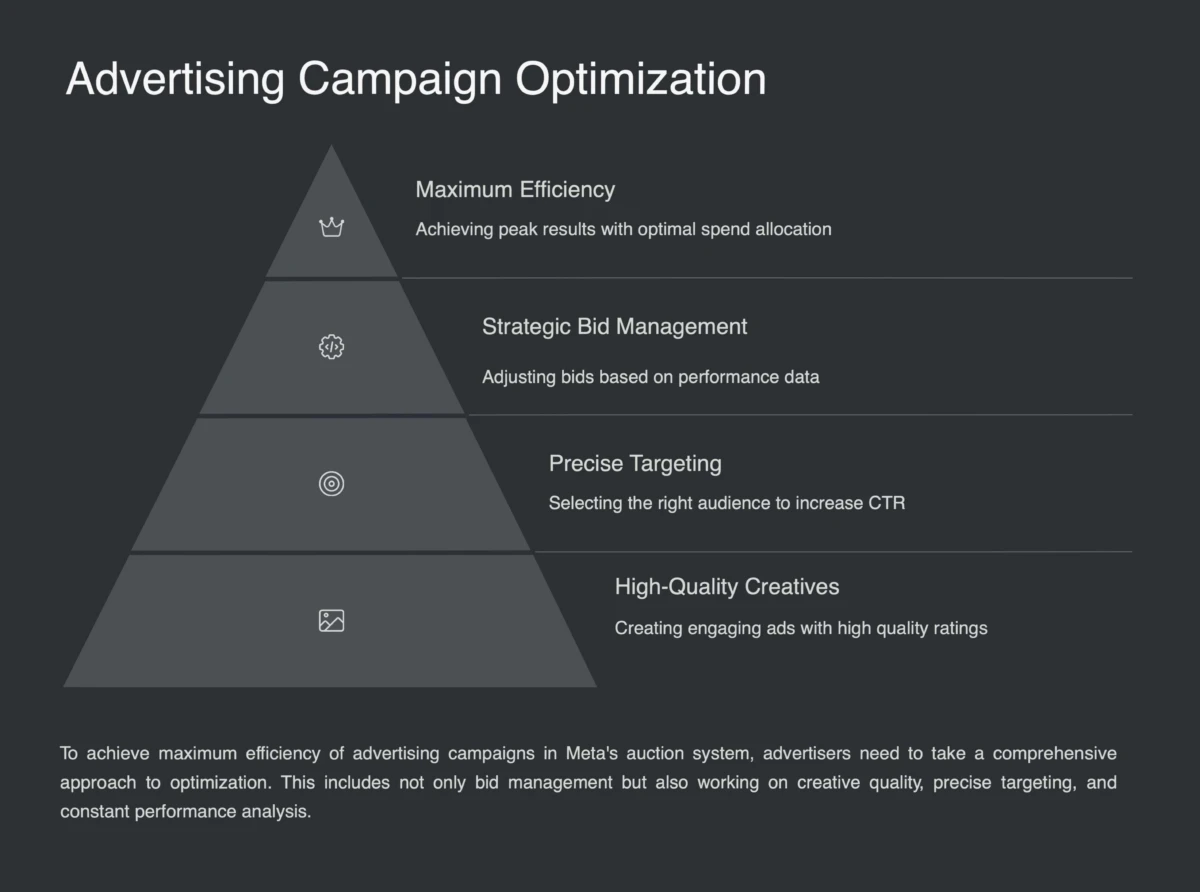 Advertising Campaign Optimization
Maximum Efficiency
Achieving peak results with optimal spend allocation
Strategic Bid Management
Adjusting bids based on performance data
Precise Targeting
Selecting the right audience to increase CTR
High-Quality Creatives
Creating engaging ads with high quality ratings
To achieve maximum efficiency of advertising campaigns in Meta's auction system, advertisers need to take a comprehensive
approach to optimization. This includes not only bid management but also working on creative quality, precise targeting, and
constant performance analysis.